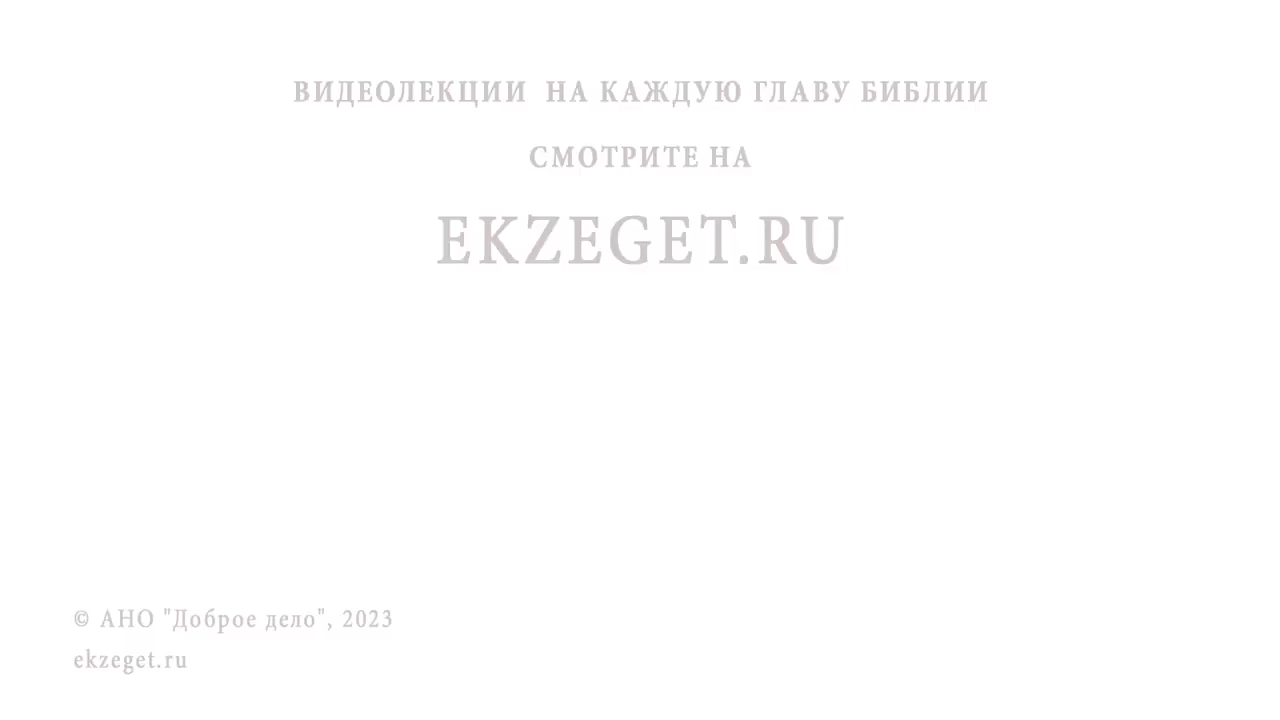 ВИДЕОЛЕКЦИИ НА КАЖДУЮ ГЛАВУ БИБЛИИ
СМОТРИТЕ НА
EKZEGET.RU
© АНО "Доброе дело", 2023
ekzeget.ru